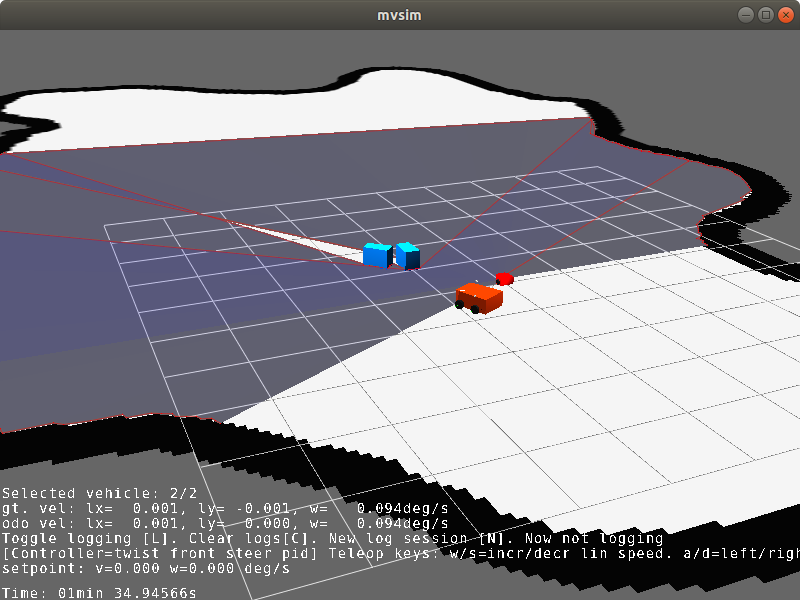 mvsim
Selected vehicle: 2/2
gt. vel: lx=  0.001, ly= -0.001, w=   0.094deg/s
odo vel: lx=  0.001, ly=  0.000, w=   0.094deg/s
Toggle logging [L]. Clear logs[C]. New log session [N]. Now not logging
[Controller=twist front steer pid] Teleop keys: w/s=incr/decr lin speed. a/d=left/righ
setpoint: v=0.000 w=0.000 deg/s
Time: 01min 34.94566s